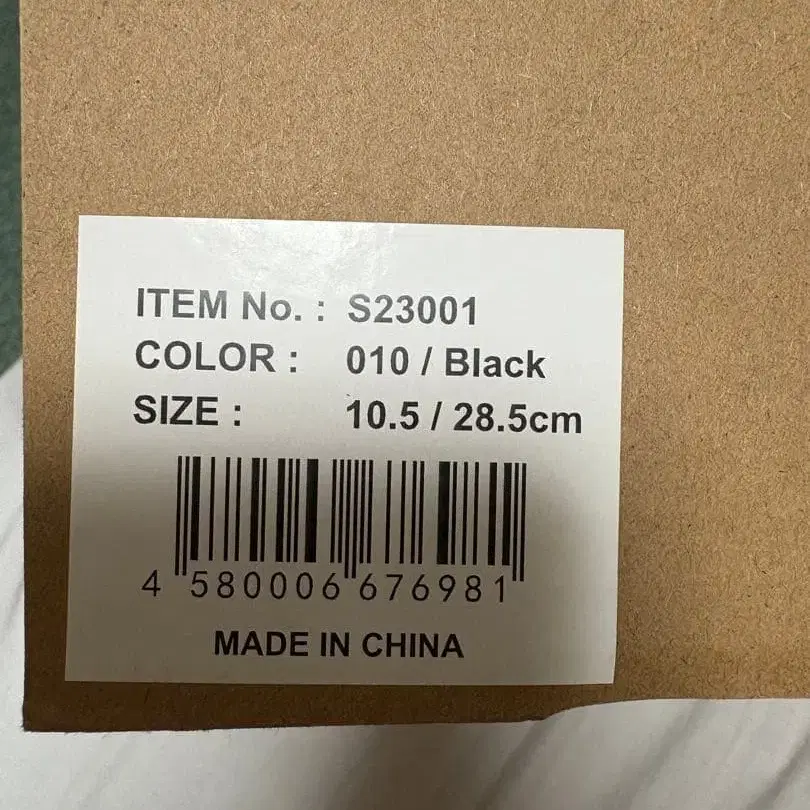 ITEM No. : S23001
COLOR : 010 / Black
SIZE : 10.5 / 28.5cm
4 580006 676981
MADE IN CHINA